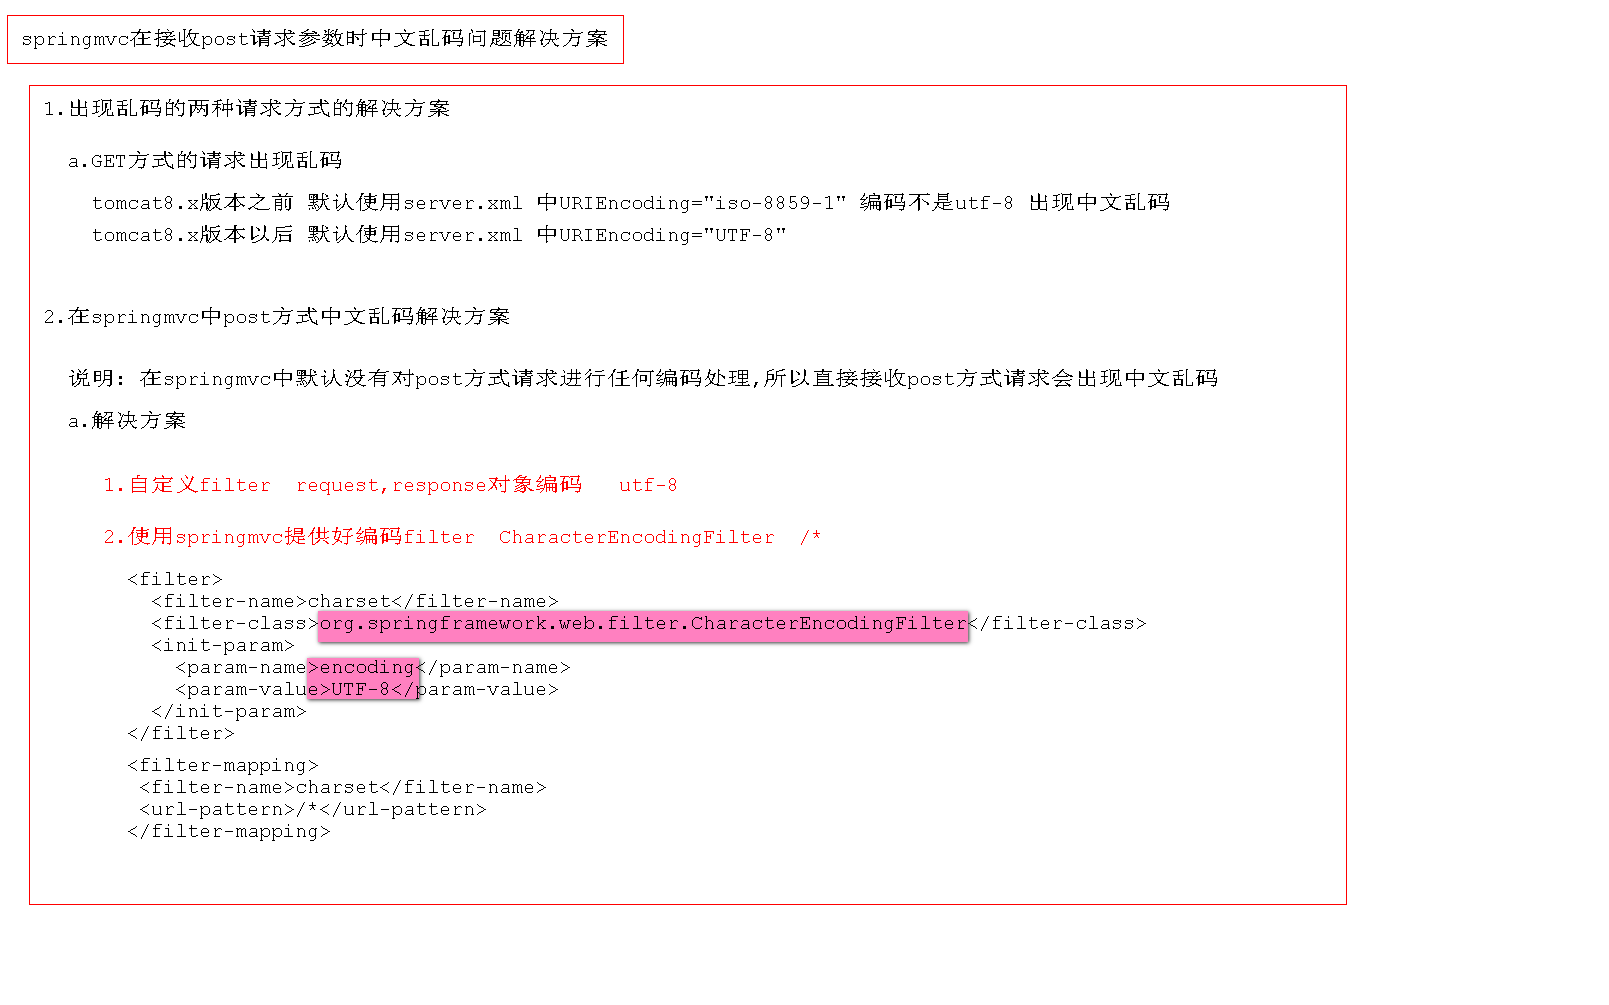 springmvc在接收post请求参数时中文乱码问题解决方案
1.出现乱码的两种请求方式的解决方案
a.GET方式的请求出现乱码
tomcat8.x版本之前 默认使用server.xml 中URIEncoding="iso-8859-1" 编码不是utf-8 出现中文乱码
tomcat8.x版本以后 默认使用server.xml 中URIEncoding="UTF-8"
2.在springmvc中post方式中文乱码解决方案
说明: 在springmvc中默认没有对post方式请求进行任何编码处理,所以直接接收post方式请求会出现中文乱码
a.解决方案
1.自定义filter  request,response对象编码   utf-8
2.使用springmvc提供好编码filter  CharacterEncodingFilter  /*
<filter>
<filter-name>charset</filter-name>
<filter-class>org.springframework.web.filter.CharacterEncodingFilter</filter-class>
<init-param>
<param-name>encoding</param-name>
<param-value>UTF-8</param-value>
</init-param>
</filter>
<filter-mapping>
<filter-name>charset</filter-name>
<url-pattern>/*</url-pattern>
</filter-mapping>